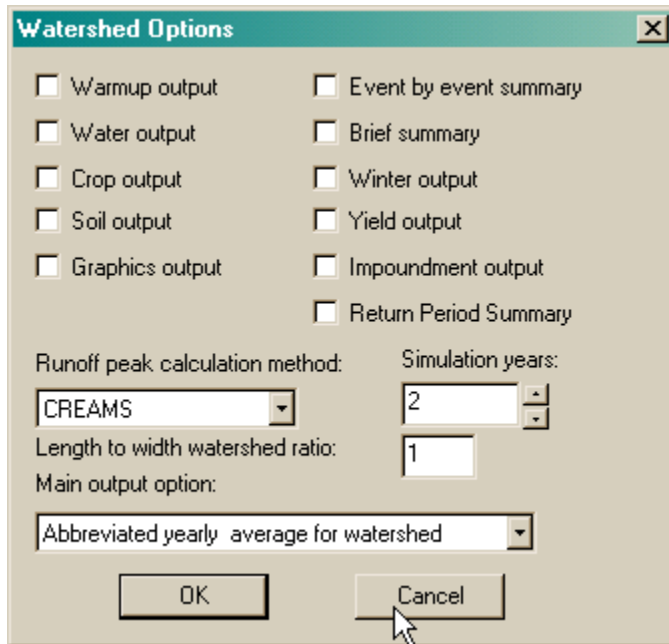 Watershed Options
Warmup output
Event by event summary
Water output
Brief summary
Crop output
Winter output
Soil output
Yield output
Graphics output
Impoundment output
Return Period Summary
Runoff peak calculation method:
Simulation years:
CREAMS
2
Length to width watershed ratio:
1
Main output option:
Abbreviated yearly  average for watershed
OK
Cancel